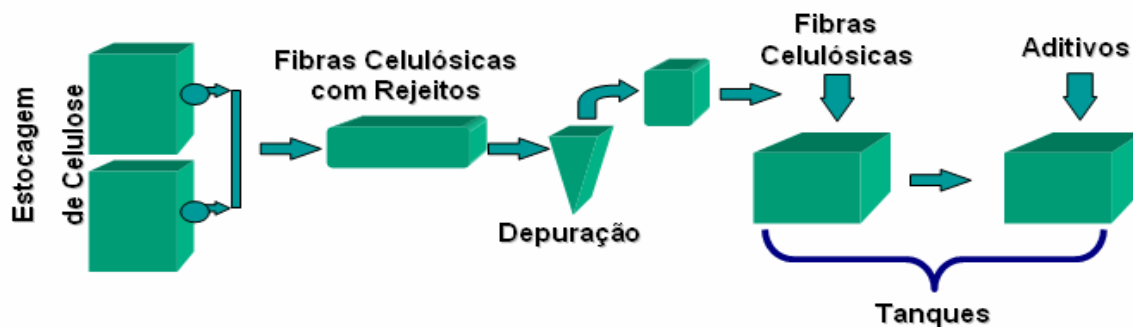 Estocagem
de Celulose
Fibras Celulósicas
com Rejeitos
Depuração
Fibras
Celulósicas
Aditivos
Tanques